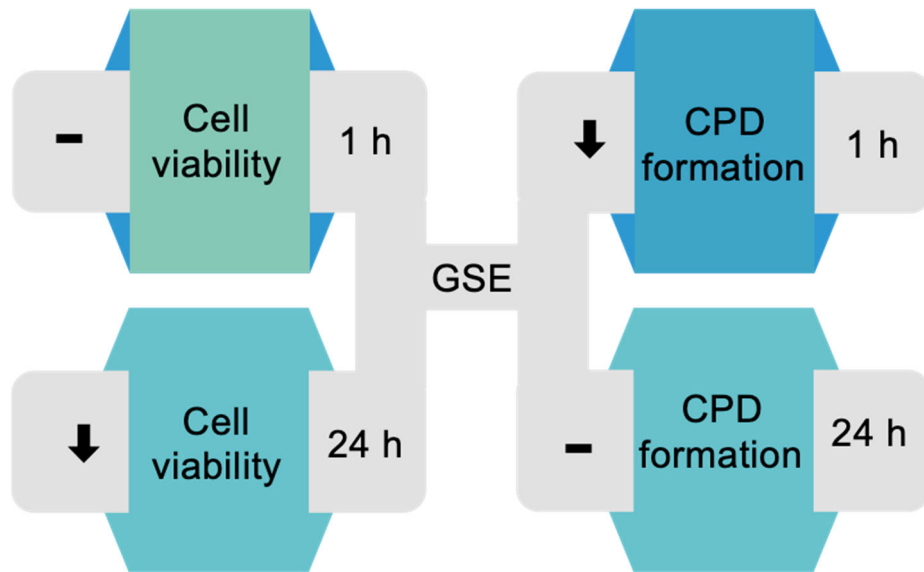 Cell
viability
1 h
CPD
formation
1 h
GSE
Cell
viability
24 h
CPD
formation
24 h